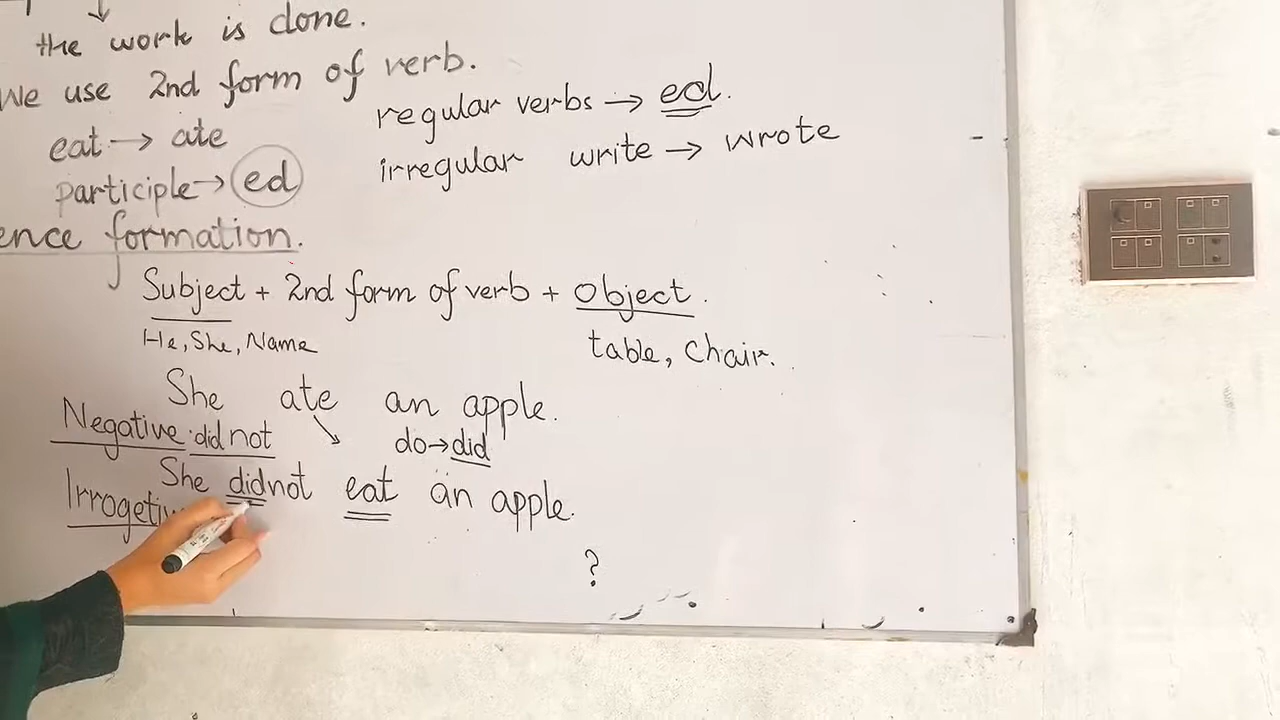 the work is done.
We use 2nd form of verb.
eat → ate
participle → ed
regular verbs → ed.
irregular write → wrote
ence formation.
Subject + 2nd form of verb + object.
He, She, Name
table, chair.
She ate an apple.
Negative did not
do → did
She didnot eat an apple.
Irrogeti
?